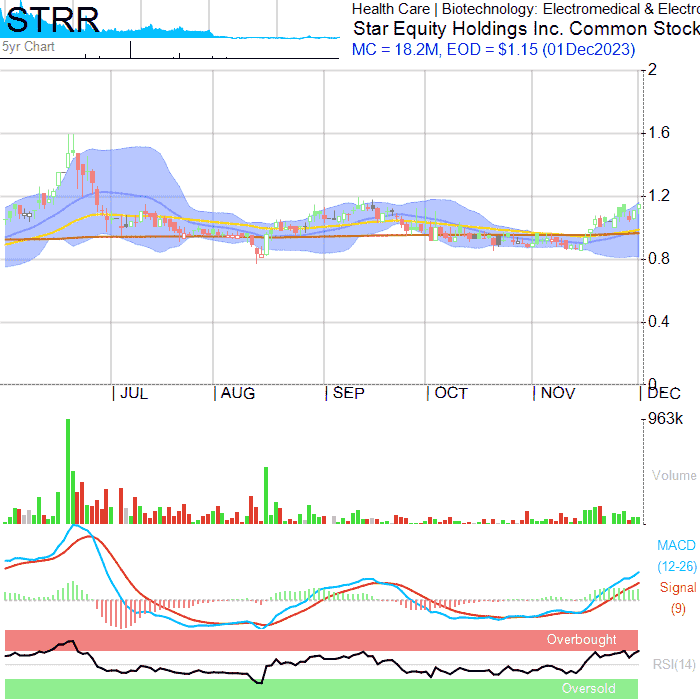 STRR
5yr Chart
Health Care | Biotechnology: Electromedical & Electro
Star Equity Holdings Inc. Common Stock
MC = 18.2M, EOD = $1.15 (01Dec2023)
2
1.6
1.2
0.8
0.4
0
| JUL | AUG | SEP | OCT | NOV | DEC
963k
Volume
MACD
(12-26)
Signal
(9)
Overbought
RSI(14)
Oversold